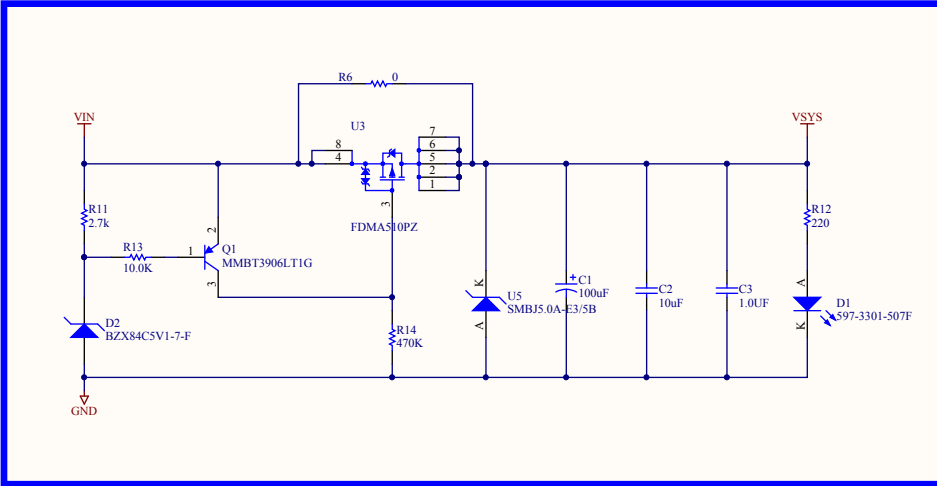 R6 0
VIN
U3
VSYS
7
8 6
4 5
2
1
3
R11
2.7k
R12
220
FDMA510PZ
2
R13
10.0K
1
Q1
MMBT3906LT1G
3
K
A
U5
SMBJ5.0A-E3/5B
+
C1
100uF
C2
10uF
C3
1.0UF
A
K
D1
597-3301-507F
D2
BZX84C5V1-7-F
R14
470K
GND